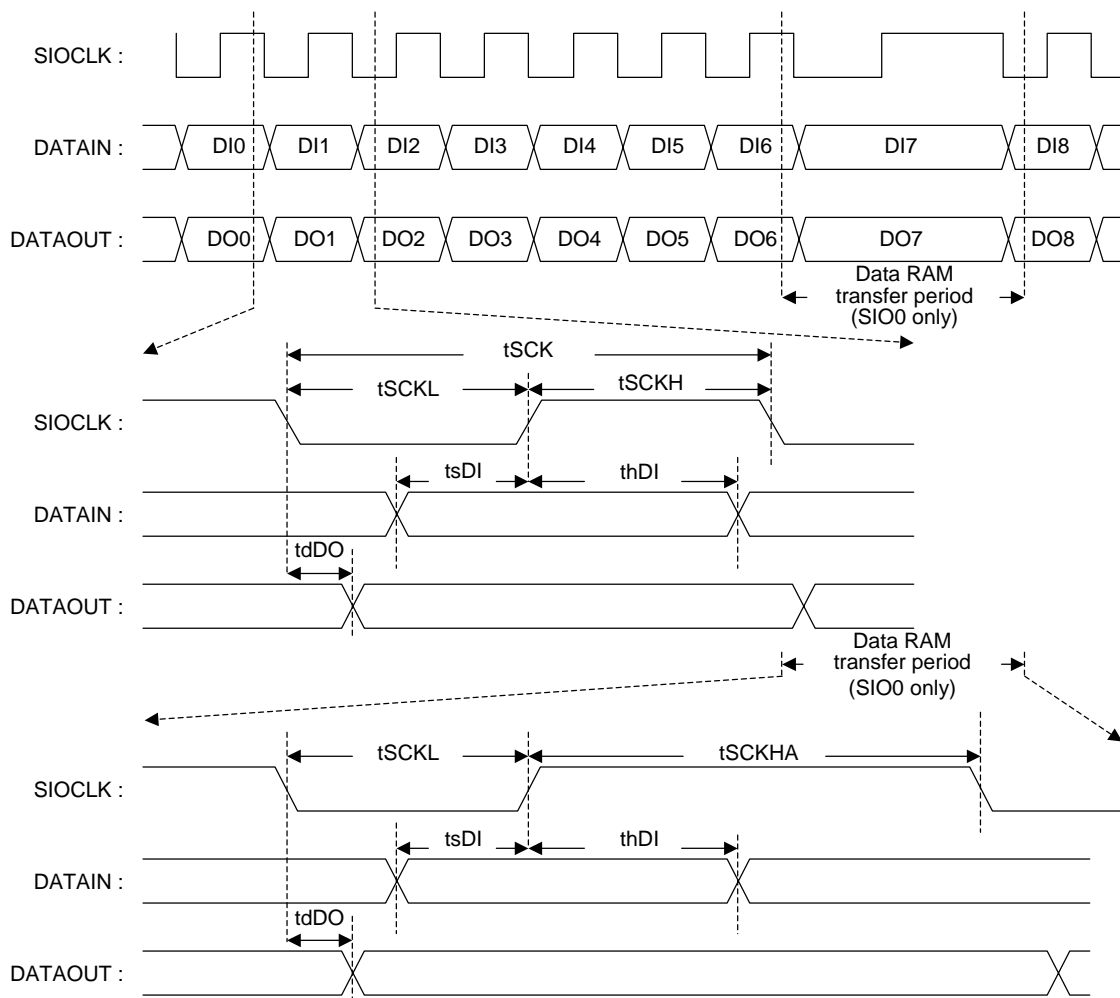 SIOCLK :
DATAIN : DI0 DI1 DI2 DI3 DI4 DI5 DI6 DI7 DI8
DATAOUT : DO0 DO1 DO2 DO3 DO4 DO5 DO6 DO7 DO8
Data RAM
transfer period
(SIO0 only)
tSCK
tSCKL tSCKH
SIOCLK :
tsDI thDI
DATAIN :
tdDO
DATAOUT :
Data RAM
transfer period
(SIO0 only)
tSCKL tSCKHA
SIOCLK :
tsDI thDI
DATAIN :
tdDO
DATAOUT :